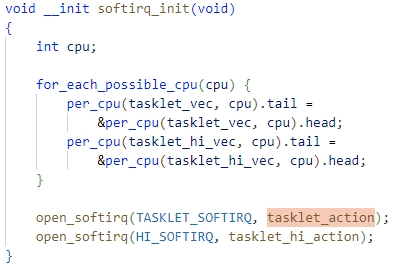 void __init softirq_init(void)
{
    int cpu;

    for_each_possible_cpu(cpu) {
        per_cpu(tasklet_vec, cpu).tail =
            &per_cpu(tasklet_vec, cpu).head;
        per_cpu(tasklet_hi_vec, cpu).tail =
            &per_cpu(tasklet_hi_vec, cpu).head;
    }

    open_softirq(TASKLET_SOFTIRQ, tasklet_action);
    open_softirq(HI_SOFTIRQ, tasklet_hi_action);
}